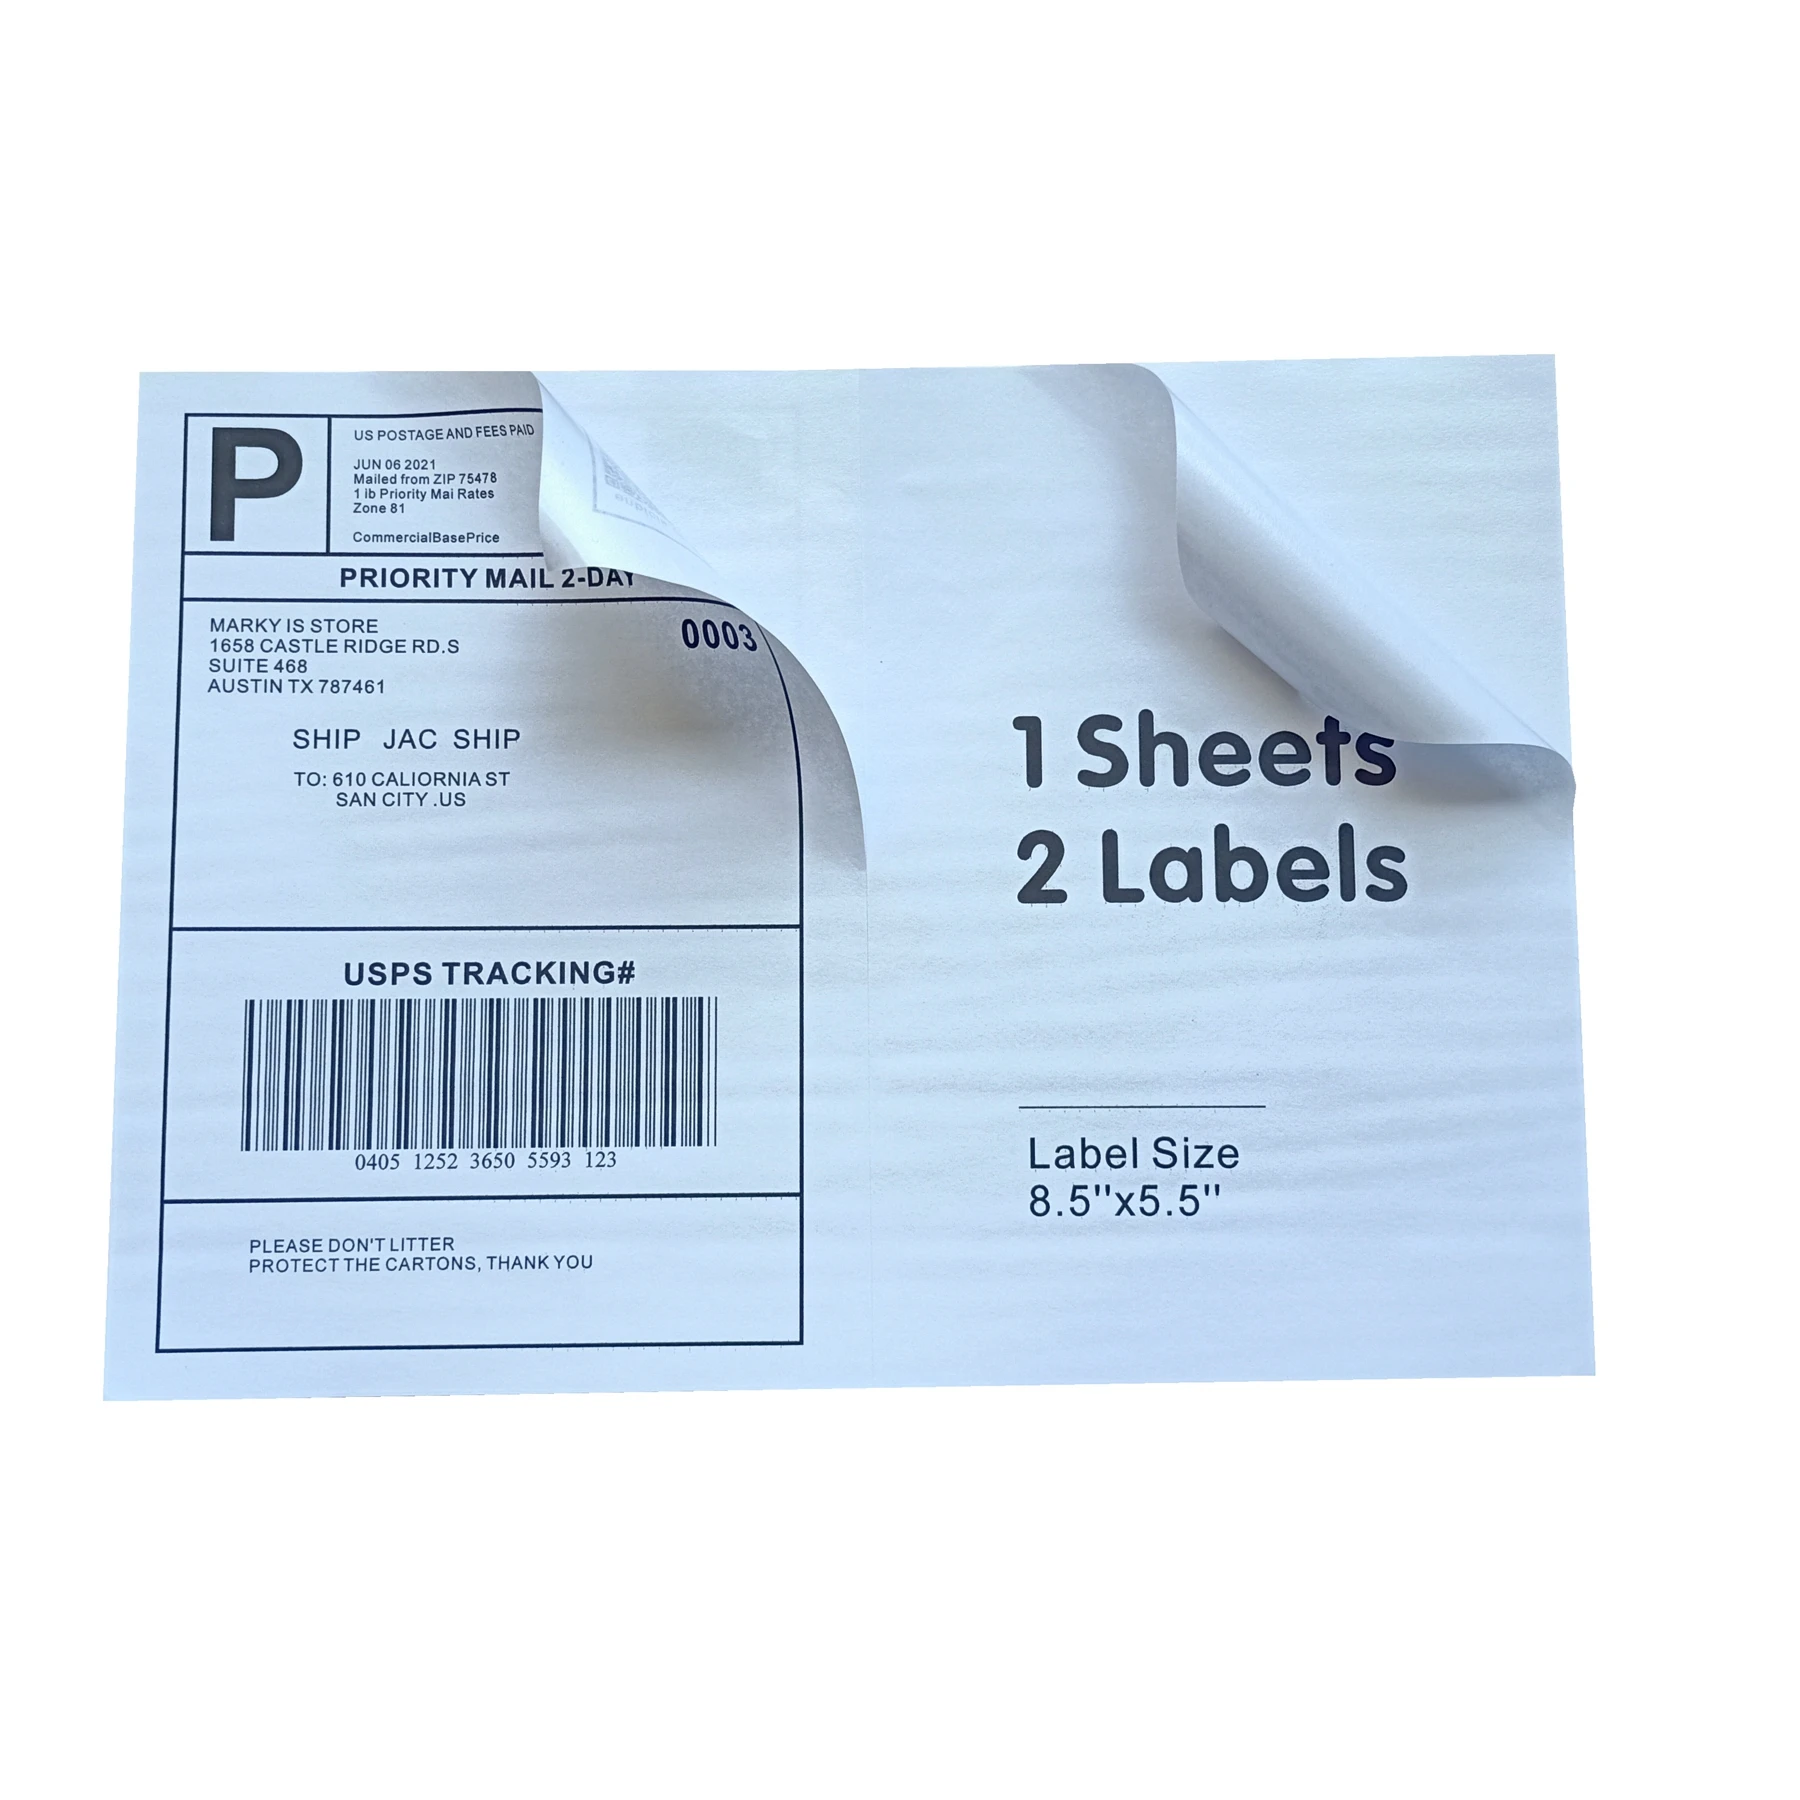 P
US POSTAGE AND FEES PAID
JUN 06 2021
Mailed from ZIP 75478
1 ib Priority Mai Rates
Zone 81
CommercialBasePrice
PRIORITY MAIL 2-DAY
0003
MARKY IS STORE
1658 CASTLE RIDGE RD.S
SUITE 468
AUSTIN TX 787461
SHIP JAC SHIP
TO: 610 CALIORNIA ST
SAN CITY .US
USPS TRACKING#
0405 1252 3650 5593 123
PLEASE DON'T LITTER
PROTECT THE CARTONS, THANK YOU
1 Sheets
2 Labels
Label Size
8.5''x5.5''